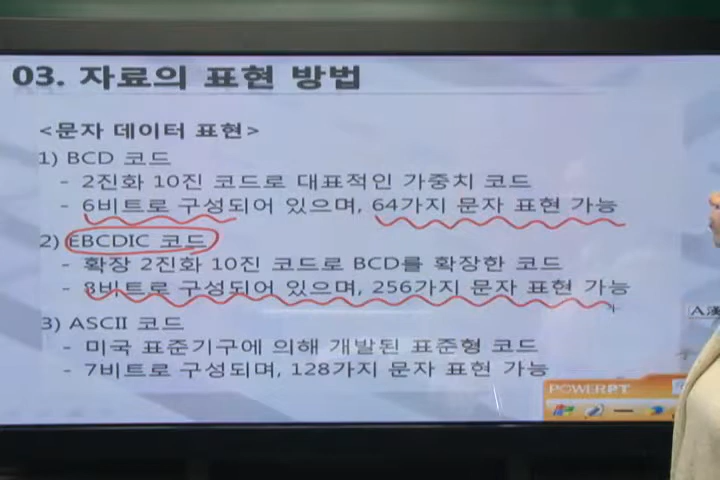 03. 자료의 표현 방법
<문자 데이터 표현>
1) BCD 코드
- 2진화 10진 코드로 대표적인 가중치 코드
- 6비트로 구성되어 있으며, 64가지 문자 표현 가능
2) EBCDIC 코드
- 확장 2진화 10진 코드로 BCD를 확장한 코드
- 8비트로 구성되어 있으며, 256가지 문자 표현 가능
3) ASCII 코드
- 미국 표준기구에 의해 개발된 표준형 코드
- 7비트로 구성되며, 128가지 문자 표현 가능
A漢
POWERPT